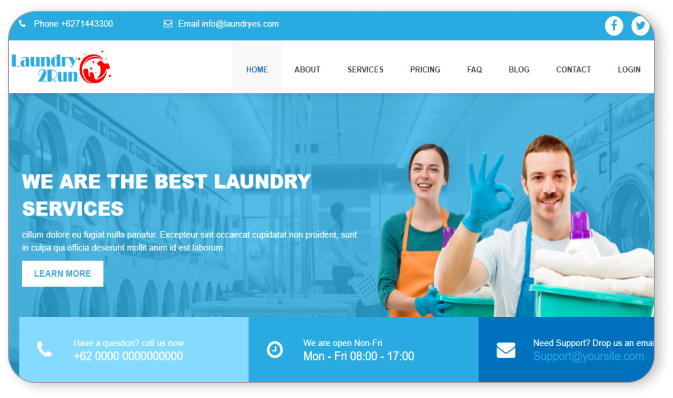 Phone +6271443300
Email info@laundryes.com
Laundry
2Run
HOME ABOUT SERVICES PRICING FAQ BLOG CONTACT LOGIN
WE ARE THE BEST LAUNDRY
SERVICES
cillum dolore eu fugiat nulla pariatur. Excepteur sint occaecat cupidatat non proident, sunt
in culpa qui officia deserunt mollit anim id est laborum.
LEARN MORE
Have a question? call us now
+62 0000 0000000000
We are open Non-Fri
Mon - Fri 08:00 - 17:00
Need Support? Drop us an emai
Support@yoursite.com